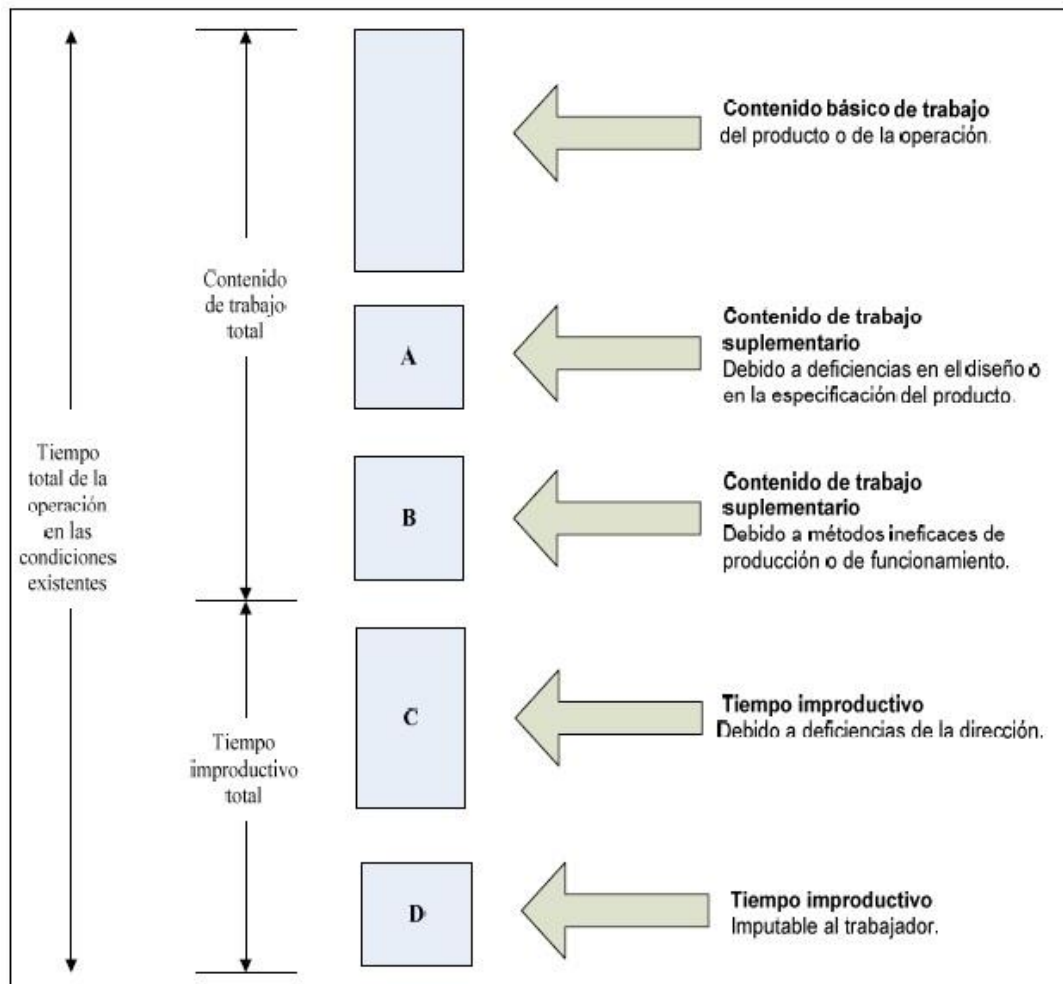 Contenido básico de trabajo
del producto o de la operación.
Contenido
de trabajo
total
Contenido de trabajo
suplementario
Debido a deficiencias en el diseño o
en la especificación del producto.
A
Tiempo
total de la
operación
en las
condiciones
existentes
Contenido de trabajo
suplementario
Debido a métodos ineficaces de
producción o de funcionamiento.
B
Tiempo
improductivo
total
C
Tiempo improductivo
Debido a deficiencias de la dirección.
D
Tiempo improductivo
Imputable al trabajador.